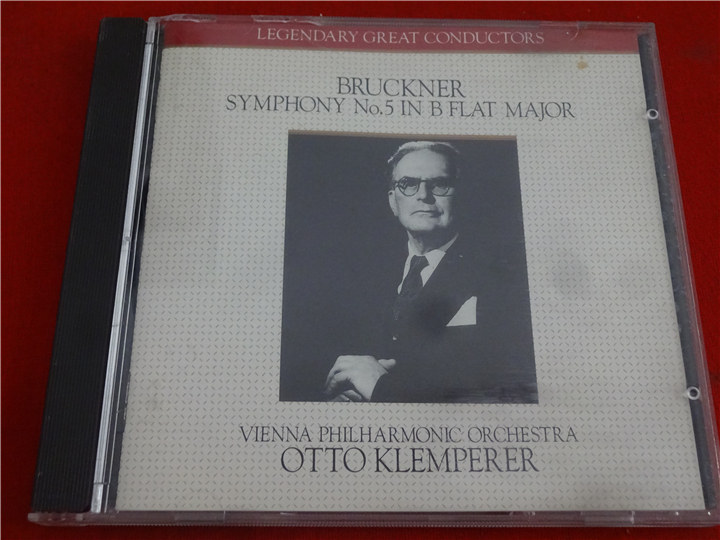 LEGENDARY GREAT CONDUCTORS
BRUCKNER
SYMPHONY No.5 IN B FLAT MAJOR
VIENNA PHILHARMONIC ORCHESTRA
OTTO KLEMPERER